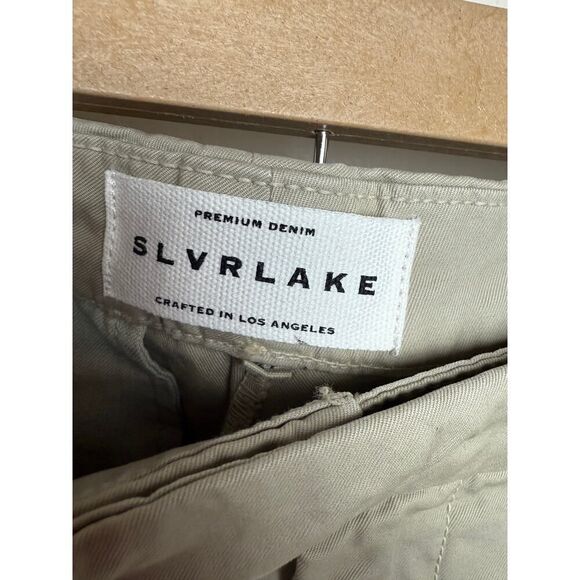 PREMIUM DENIM
SLVRLAKE
CRAFTED IN LOS ANGELES